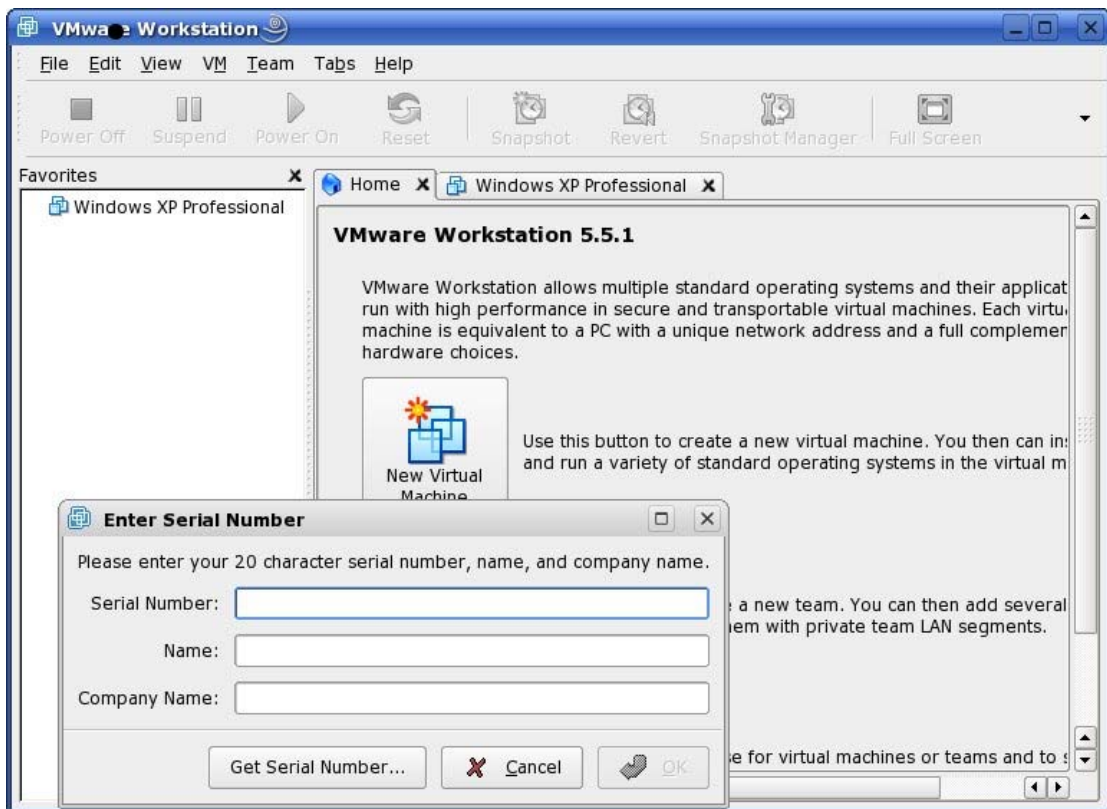 VMware Workstation
File Edit View VM Team Tabs Help
Power Off Suspend Power On Reset Snapshot Revert Snapshot Manager Full Screen
Favorites
Windows XP Professional
Home Windows XP Professional
VMware Workstation 5.5.1
VMware Workstation allows multiple standard operating systems and their applicat
run with high performance in secure and transportable virtual machines. Each virtu
machine is equivalent to a PC with a unique network address and a full complemen
hardware choices.
New Virtual
Machine
Use this button to create a new virtual machine. You then can ins
and run a variety of standard operating systems in the virtual m
Enter Serial Number
Please enter your 20 character serial number, name, and company name.
Serial Number:
Name:
Company Name:
Get Serial Number... Cancel OK
a new team. You can then add several
em with private team LAN segments.
se for virtual machines or teams and to s